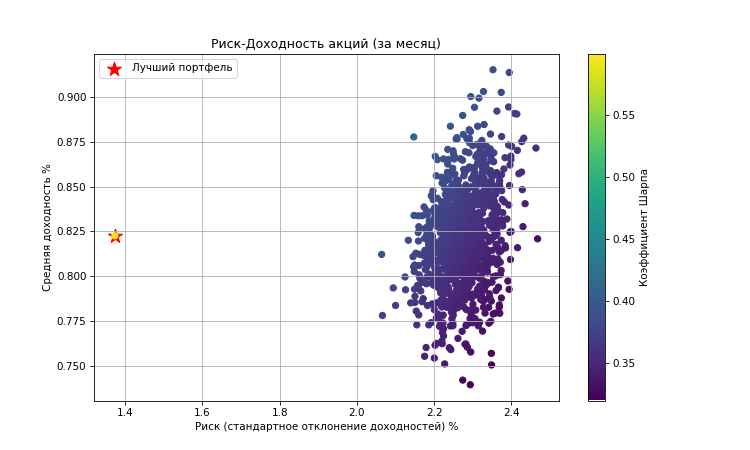 Риск-Доходность акций (за месяц)
Лучший портфель
Средняя доходность %
0.900
0.875
0.850
0.825
0.800
0.775
0.750
1.4 1.6 1.8 2.0 2.2 2.4
Риск (стандартное отклонение доходностей) %
0.55
0.50
0.45
0.40
0.35
Коэффициент Шарпа